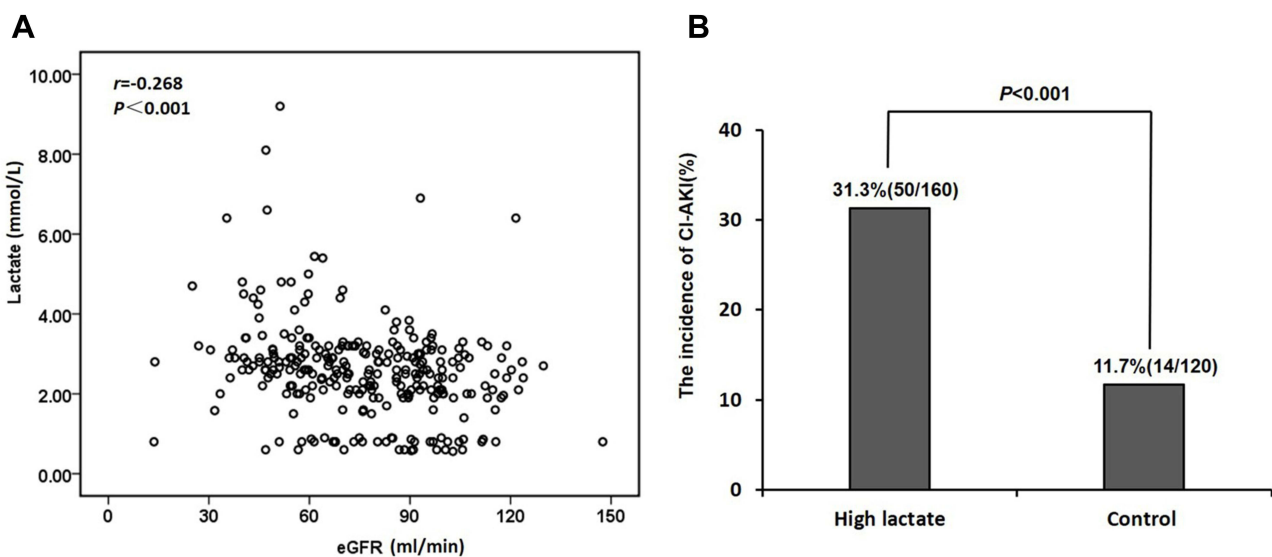 A
r=-0.268
P＜0.001
Lactate (mmol/L)
10.00
8.00
6.00
4.00
2.00
0.00
0 30 60 90 120 150
eGFR (ml/min)
B
P<0.001
The incidence of CI-AKI(%)
40
30
20
10
0
31.3%(50/160)
11.7%(14/120)
High lactate Control